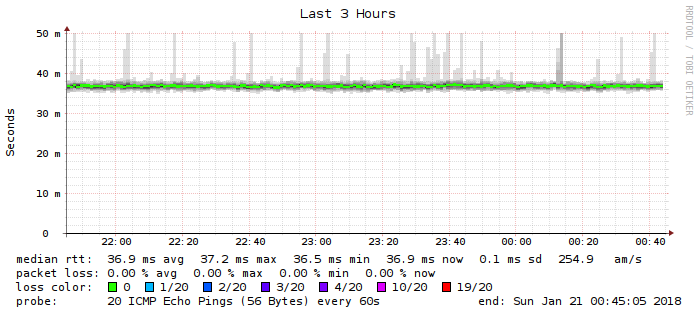 Last 3 Hours
RRDTOOL / TOBI OETIKER
Seconds
50 m
40 m
30 m
20 m
10 m
0
22:00 22:20 22:40 23:00 23:20 23:40 00:00 00:20 00:40
median rtt: 36.9 ms avg 37.2 ms max 36.5 ms min 36.9 ms now 0.1 ms sd 254.9 am/s
packet loss: 0.00 % avg 0.00 % max 0.00 % min 0.00 % now
loss color: 0 1/20 2/20 3/20 4/20 10/20 19/20
probe: 20 ICMP Echo Pings (56 Bytes) every 60s end: Sun Jan 21 00:45:05 2018